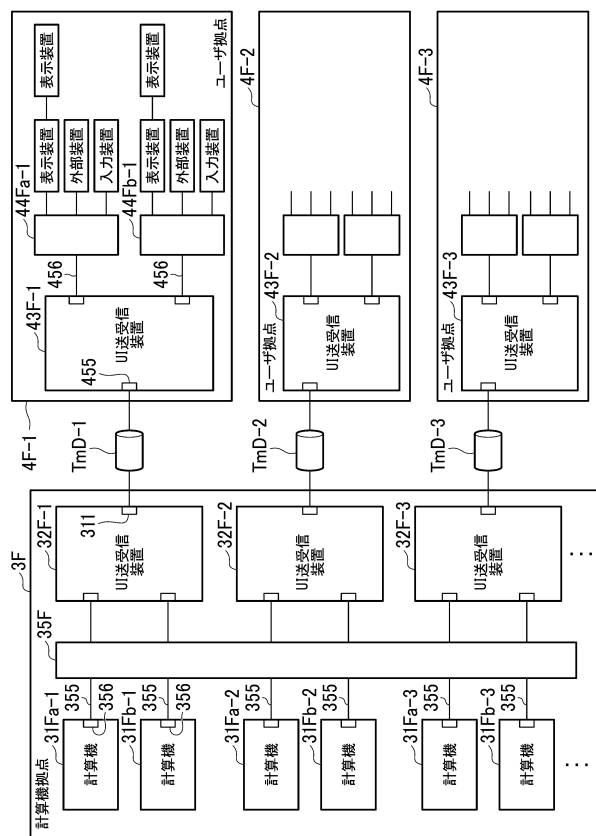 計算機拠点
3F
31Fa-1
355
356
計算機
31Fb-1
355
356
計算機
31Fa-2
355
計算機
31Fb-2
355
計算機
31Fa-3
355
計算機
31Fb-3
355
計算機
...
35F
32F-1
UI送受信
装置
311
32F-2
UI送受信
装置
32F-3
UI送受信
装置
...
TmD-1
TmD-2
TmD-3
4F-1
ユーザ拠点
43F-1
455
UI送受信
装置
456
456
44Fa-1
表示装置
表示装置
外部装置
入力装置
44Fb-1
表示装置
表示装置
外部装置
入力装置
4F-2
ユーザ拠点
43F-2
UI送受信
装置
4F-3
ユーザ拠点
43F-3
UI送受信
装置